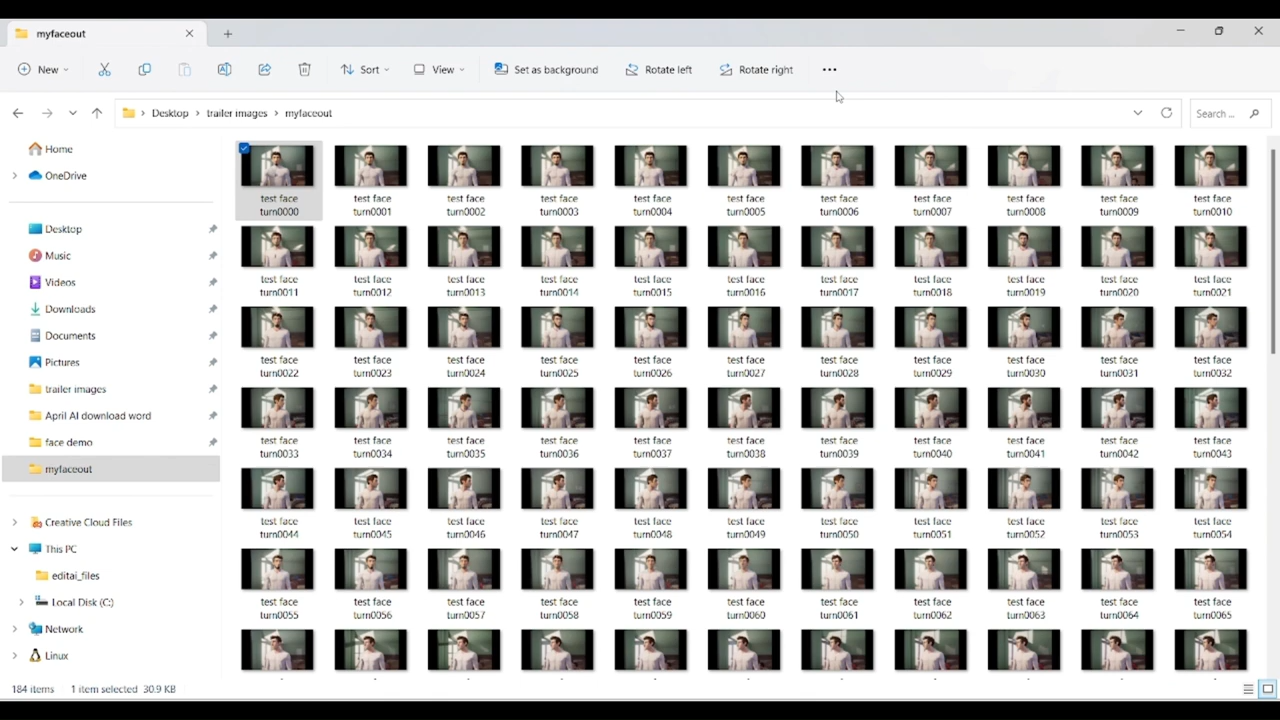 myfaceout
New
Sort
View
Set as background
Rotate left
Rotate right
Desktop
trailer images
myfaceout
Search ...
Home
OneDrive
Desktop
Music
Videos
Downloads
Documents
Pictures
trailer images
April AI download word
face demo
myfaceout
Creative Cloud Files
This PC
editai_files
Local Disk (C:)
Network
Linux
test face turn0000
test face turn0001
test face turn0002
test face turn0003
test face turn0004
test face turn0005
test face turn0006
test face turn0007
test face turn0008
test face turn0009
test face turn0010
test face turn0011
test face turn0012
test face turn0013
test face turn0014
test face turn0015
test face turn0016
test face turn0017
test face turn0018
test face turn0019
test face turn0020
test face turn0021
test face turn0022
test face turn0023
test face turn0024
test face turn0025
test face turn0026
test face turn0027
test face turn0028
test face turn0029
test face turn0030
test face turn0031
test face turn0032
test face turn0033
test face turn0034
test face turn0035
test face turn0036
test face turn0037
test face turn0038
test face turn0039
test face turn0040
test face turn0041
test face turn0042
test face turn0043
test face turn0044
test face turn0045
test face turn0046
test face turn0047
test face turn0048
test face turn0049
test face turn0050
test face turn0051
test face turn0052
test face turn0053
test face turn0054
test face turn0055
test face turn0056
test face turn0057
test face turn0058
test face turn0059
test face turn0060
test face turn0061
test face turn0062
test face turn0063
test face turn0064
test face turn0065
184 items
1 item selected 30.9 KB